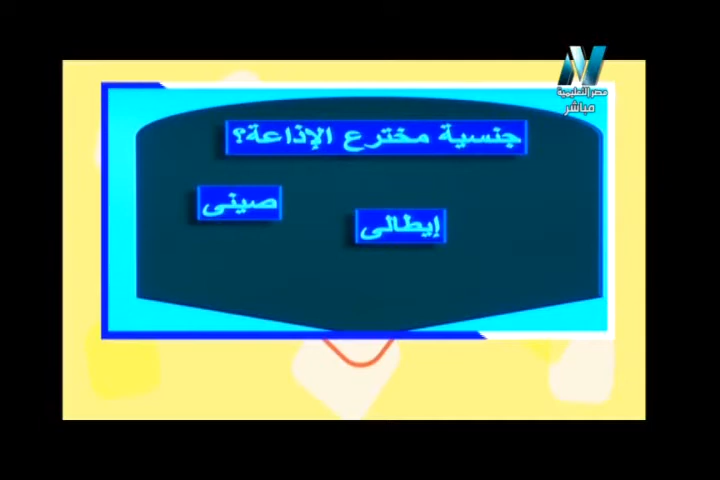 مصر التعليمية
مباشر
جنسية مخترع الإذاعة؟
صينى
إيطالى